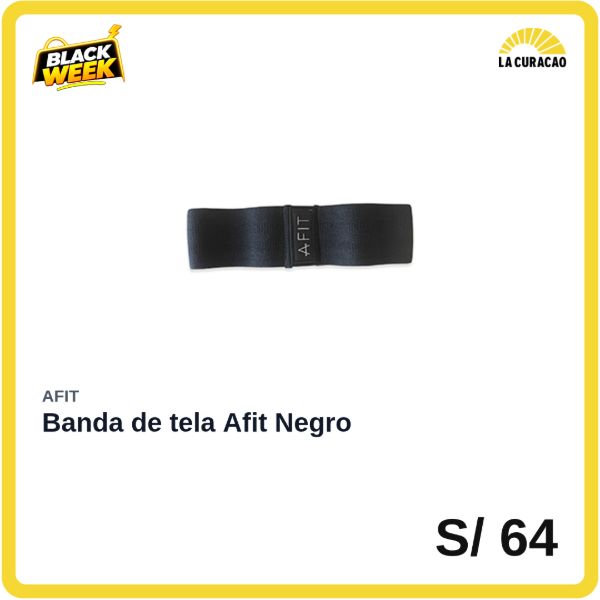 BLACK
WEEK
LA CURACAO
AFIT
AFIT
Banda de tela Afit Negro
S/ 64